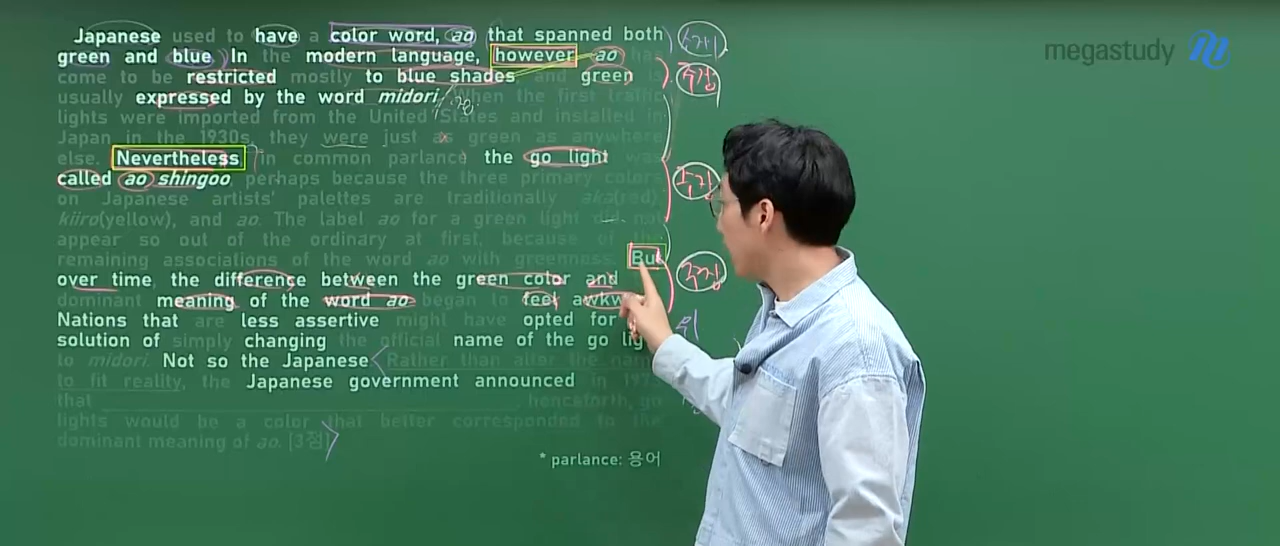 Japanese used to have a color word, ao that spanned both
green and blue. In the modern language, however ao has
come to be restricted mostly to blue shades and green is
usually expressed by the word midori. When the first traffic
lights were imported from the United States and installed in
Japan in the 1930s, they were just as green as anywhere
else. Nevertheless, in common parlance the go light was
called ao shingoo, perhaps because the three primary colors
on Japanese artists' palettes are traditionally aka(red),
kiiro(yellow), and ao. The label ao for a green light did not
appear so out of the ordinary at first, because of the
remaining associations of the word ao with greenness. But
over time the difference between the green color and
dominant meaning of the word ao began to feel awkw
Nations that are less assertive might have opted for
solution of simply changing the official name of the go lig
to midori. Not so the Japanese Rather than alter the name
to fit reality, the Japanese government announced in 197
that henceforth, go
lights would be a color that better corresponded to the
dominant meaning of ao. [3점]
* parlance: 용어
megastudy